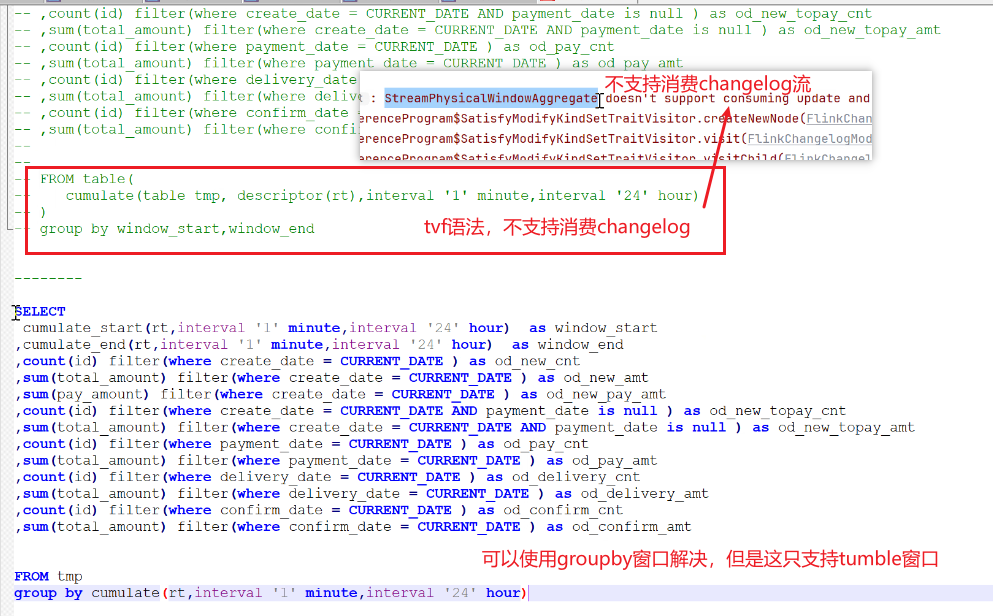 -- ,count(id) filter(where create_date = CURRENT_DATE AND payment_date is null ) as od_new_topay_cnt
-- ,sum(total_amount) filter(where create_date = CURRENT_DATE AND payment_date is null ) as od_new_topay_amt
-- ,count(id) filter(where payment_date = CURRENT_DATE ) as od_pay_cnt
-- ,sum(total_amount) filter(where payment_date = CURRENT_DATE ) as od_pay_amt
-- ,count(id) filter(where delivery_date
-- ,sum(total_amount) filter(where deliv
-- ,count(id) filter(where confirm_date
-- ,sum(total_amount) filter(where confi
不支持消费changelog流
: StreamPhysicalWindowAggregate doesn't support consuming update and
erenceProgram$SatisfyModifyKindSetTraitVisitor.createNewNode(FlinkChan
erenceProgram$SatisfyModifyKindSetTraitVisitor.visit(FlinkChangelogMod
erenceProgram$SatisfyModifyKindSetTraitVisitor.visitChild(FlinkChangel
--
--
-- FROM table(
-- cumulate(table tmp, descriptor(rt),interval '1' minute,interval '24' hour)
-- )
-- group by window_start,window_end
tvf语法，不支持消费changelog
--------
SELECT
cumulate_start(rt,interval '1' minute,interval '24' hour) as window_start
,cumulate_end(rt,interval '1' minute,interval '24' hour) as window_end
,count(id) filter(where create_date = CURRENT_DATE ) as od_new_cnt
,sum(total_amount) filter(where create_date = CURRENT_DATE ) as od_new_amt
,sum(pay_amount) filter(where create_date = CURRENT_DATE ) as od_new_pay_amt
,count(id) filter(where create_date = CURRENT_DATE AND payment_date is null ) as od_new_topay_cnt
,sum(total_amount) filter(where create_date = CURRENT_DATE AND payment_date is null ) as od_new_topay_amt
,count(id) filter(where payment_date = CURRENT_DATE ) as od_pay_cnt
,sum(total_amount) filter(where payment_date = CURRENT_DATE ) as od_pay_amt
,count(id) filter(where delivery_date = CURRENT_DATE ) as od_delivery_cnt
,sum(total_amount) filter(where delivery_date = CURRENT_DATE ) as od_delivery_amt
,count(id) filter(where confirm_date = CURRENT_DATE ) as od_confirm_cnt
,sum(total_amount) filter(where confirm_date = CURRENT_DATE ) as od_confirm_amt
可以使用groupby窗口解决，但是这只支持tumble窗口
FROM tmp
group by cumulate(rt,interval '1' minute,interval '24' hour)